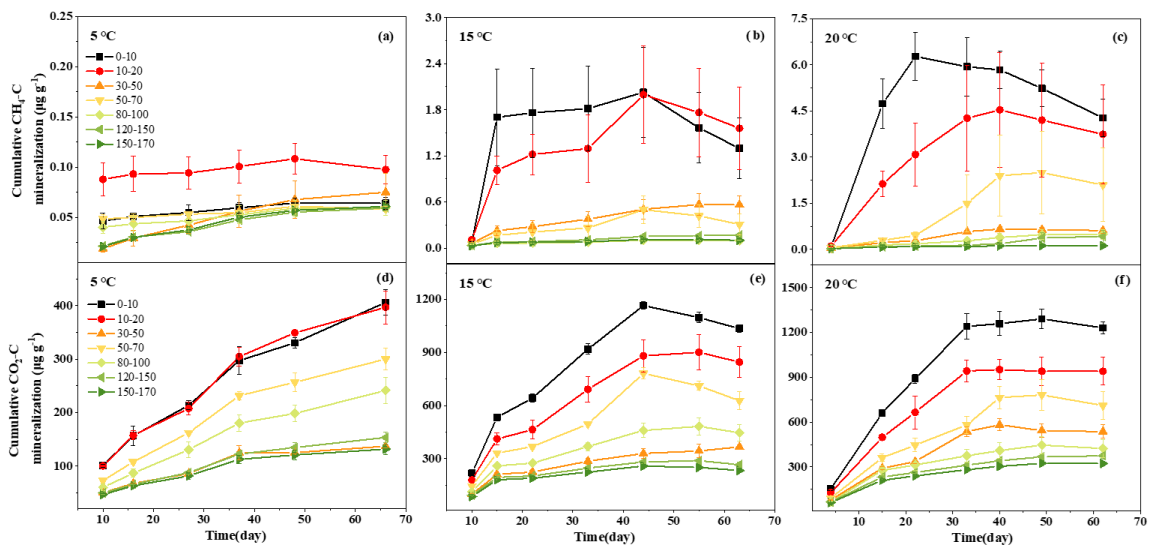 Cumulative CH₄-C
mineralization (μg g⁻¹)
5 °C
(a)
0-10
10-20
30-50
50-70
80-100
120-150
150-170
0.25
0.20
0.15
0.10
0.05
15 °C
(b)
3.0
2.4
1.8
1.2
0.6
0.0
20 °C
(c)
7.5
6.0
4.5
3.0
1.5
0.0
Cumulative CO₂-C
mineralization (μg g⁻¹)
5 °C
(d)
0-10
10-20
30-50
50-70
80-100
120-150
150-170
400
300
200
100
0 10 20 30 40 50 60 70
Time(day)
15 °C
(e)
1200
900
600
300
10 20 30 40 50 60 70
Time(day)
20 °C
(f)
1500
1200
900
600
300
10 20 30 40 50 60 70
Time(day)